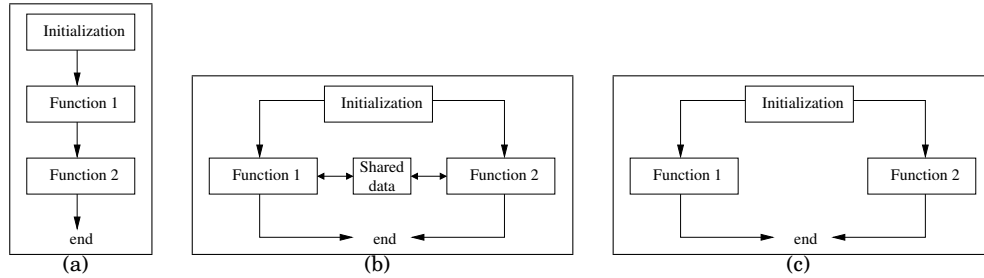 Initialization
Function 1
Function 2
end
(a)
Initialization
Function 1
Shared
data
Function 2
end
(b)
Initialization
Function 1
Function 2
end
(c)